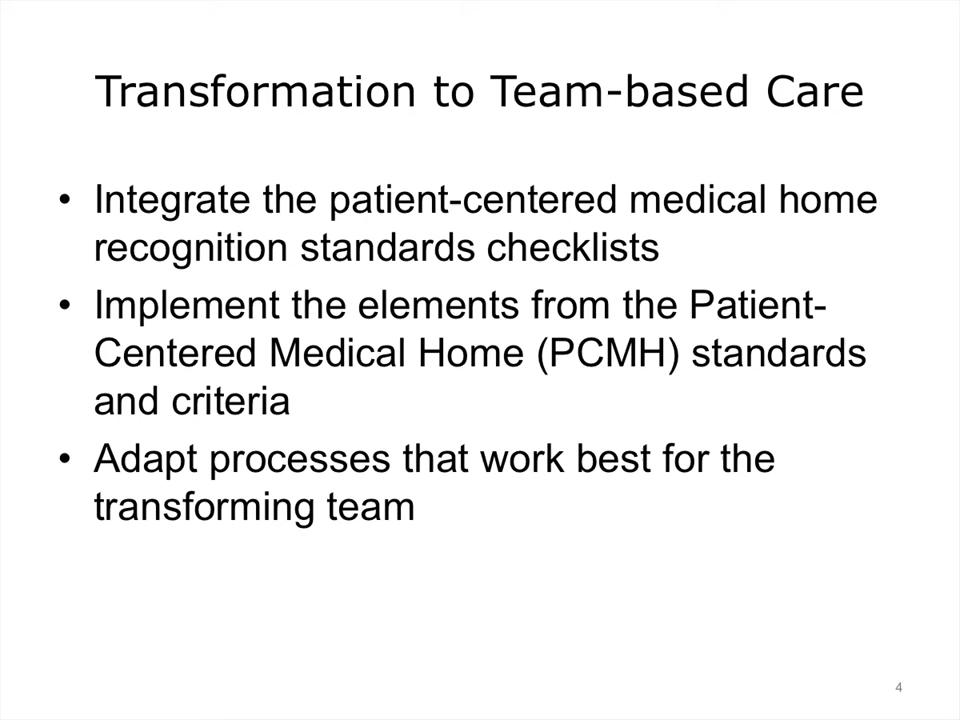 Transformation to Team-based Care
• Integrate the patient-centered medical home
recognition standards checklists
• Implement the elements from the Patient-
Centered Medical Home (PCMH) standards
and criteria
• Adapt processes that work best for the
transforming team
4